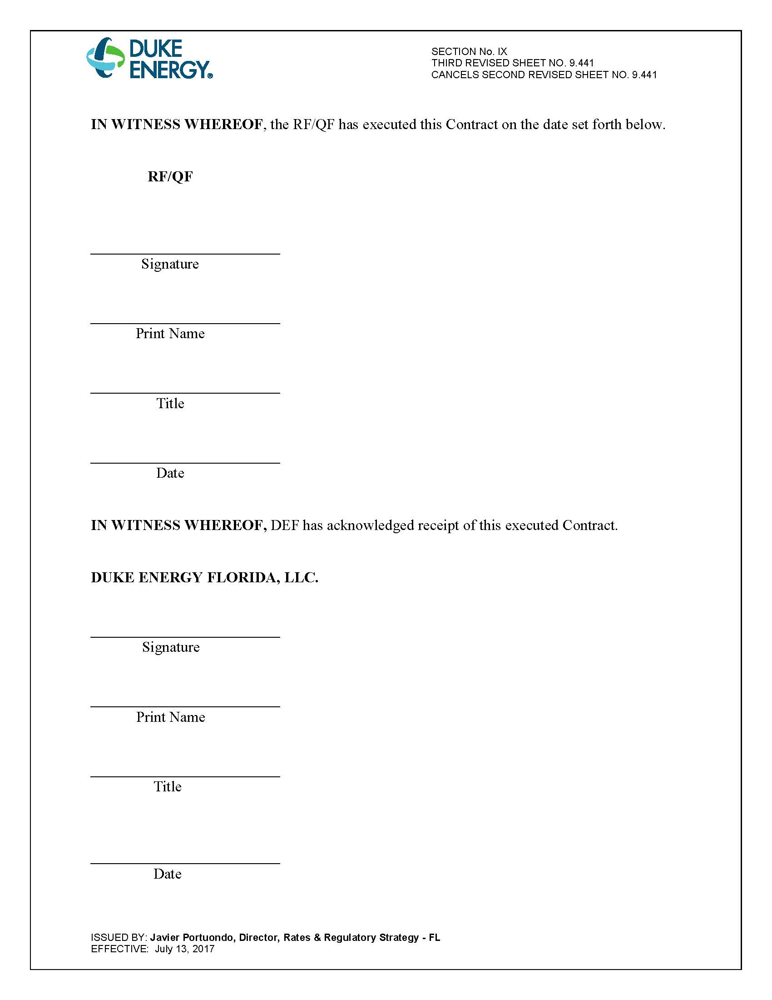 DUKE
ENERGY®
SECTION No. IX
THIRD REVISED SHEET NO. 9.441
CANCELS SECOND REVISED SHEET NO. 9.441
IN WITNESS WHEREOF, the RF/QF has executed this Contract on the date set forth below.
RF/QF
Signature
Print Name
Title
Date
IN WITNESS WHEREOF, DEF has acknowledged receipt of this executed Contract.
DUKE ENERGY FLORIDA, LLC.
Signature
Print Name
Title
Date
ISSUED BY: Javier Portuondo, Director, Rates & Regulatory Strategy - FL
EFFECTIVE: July 13, 2017